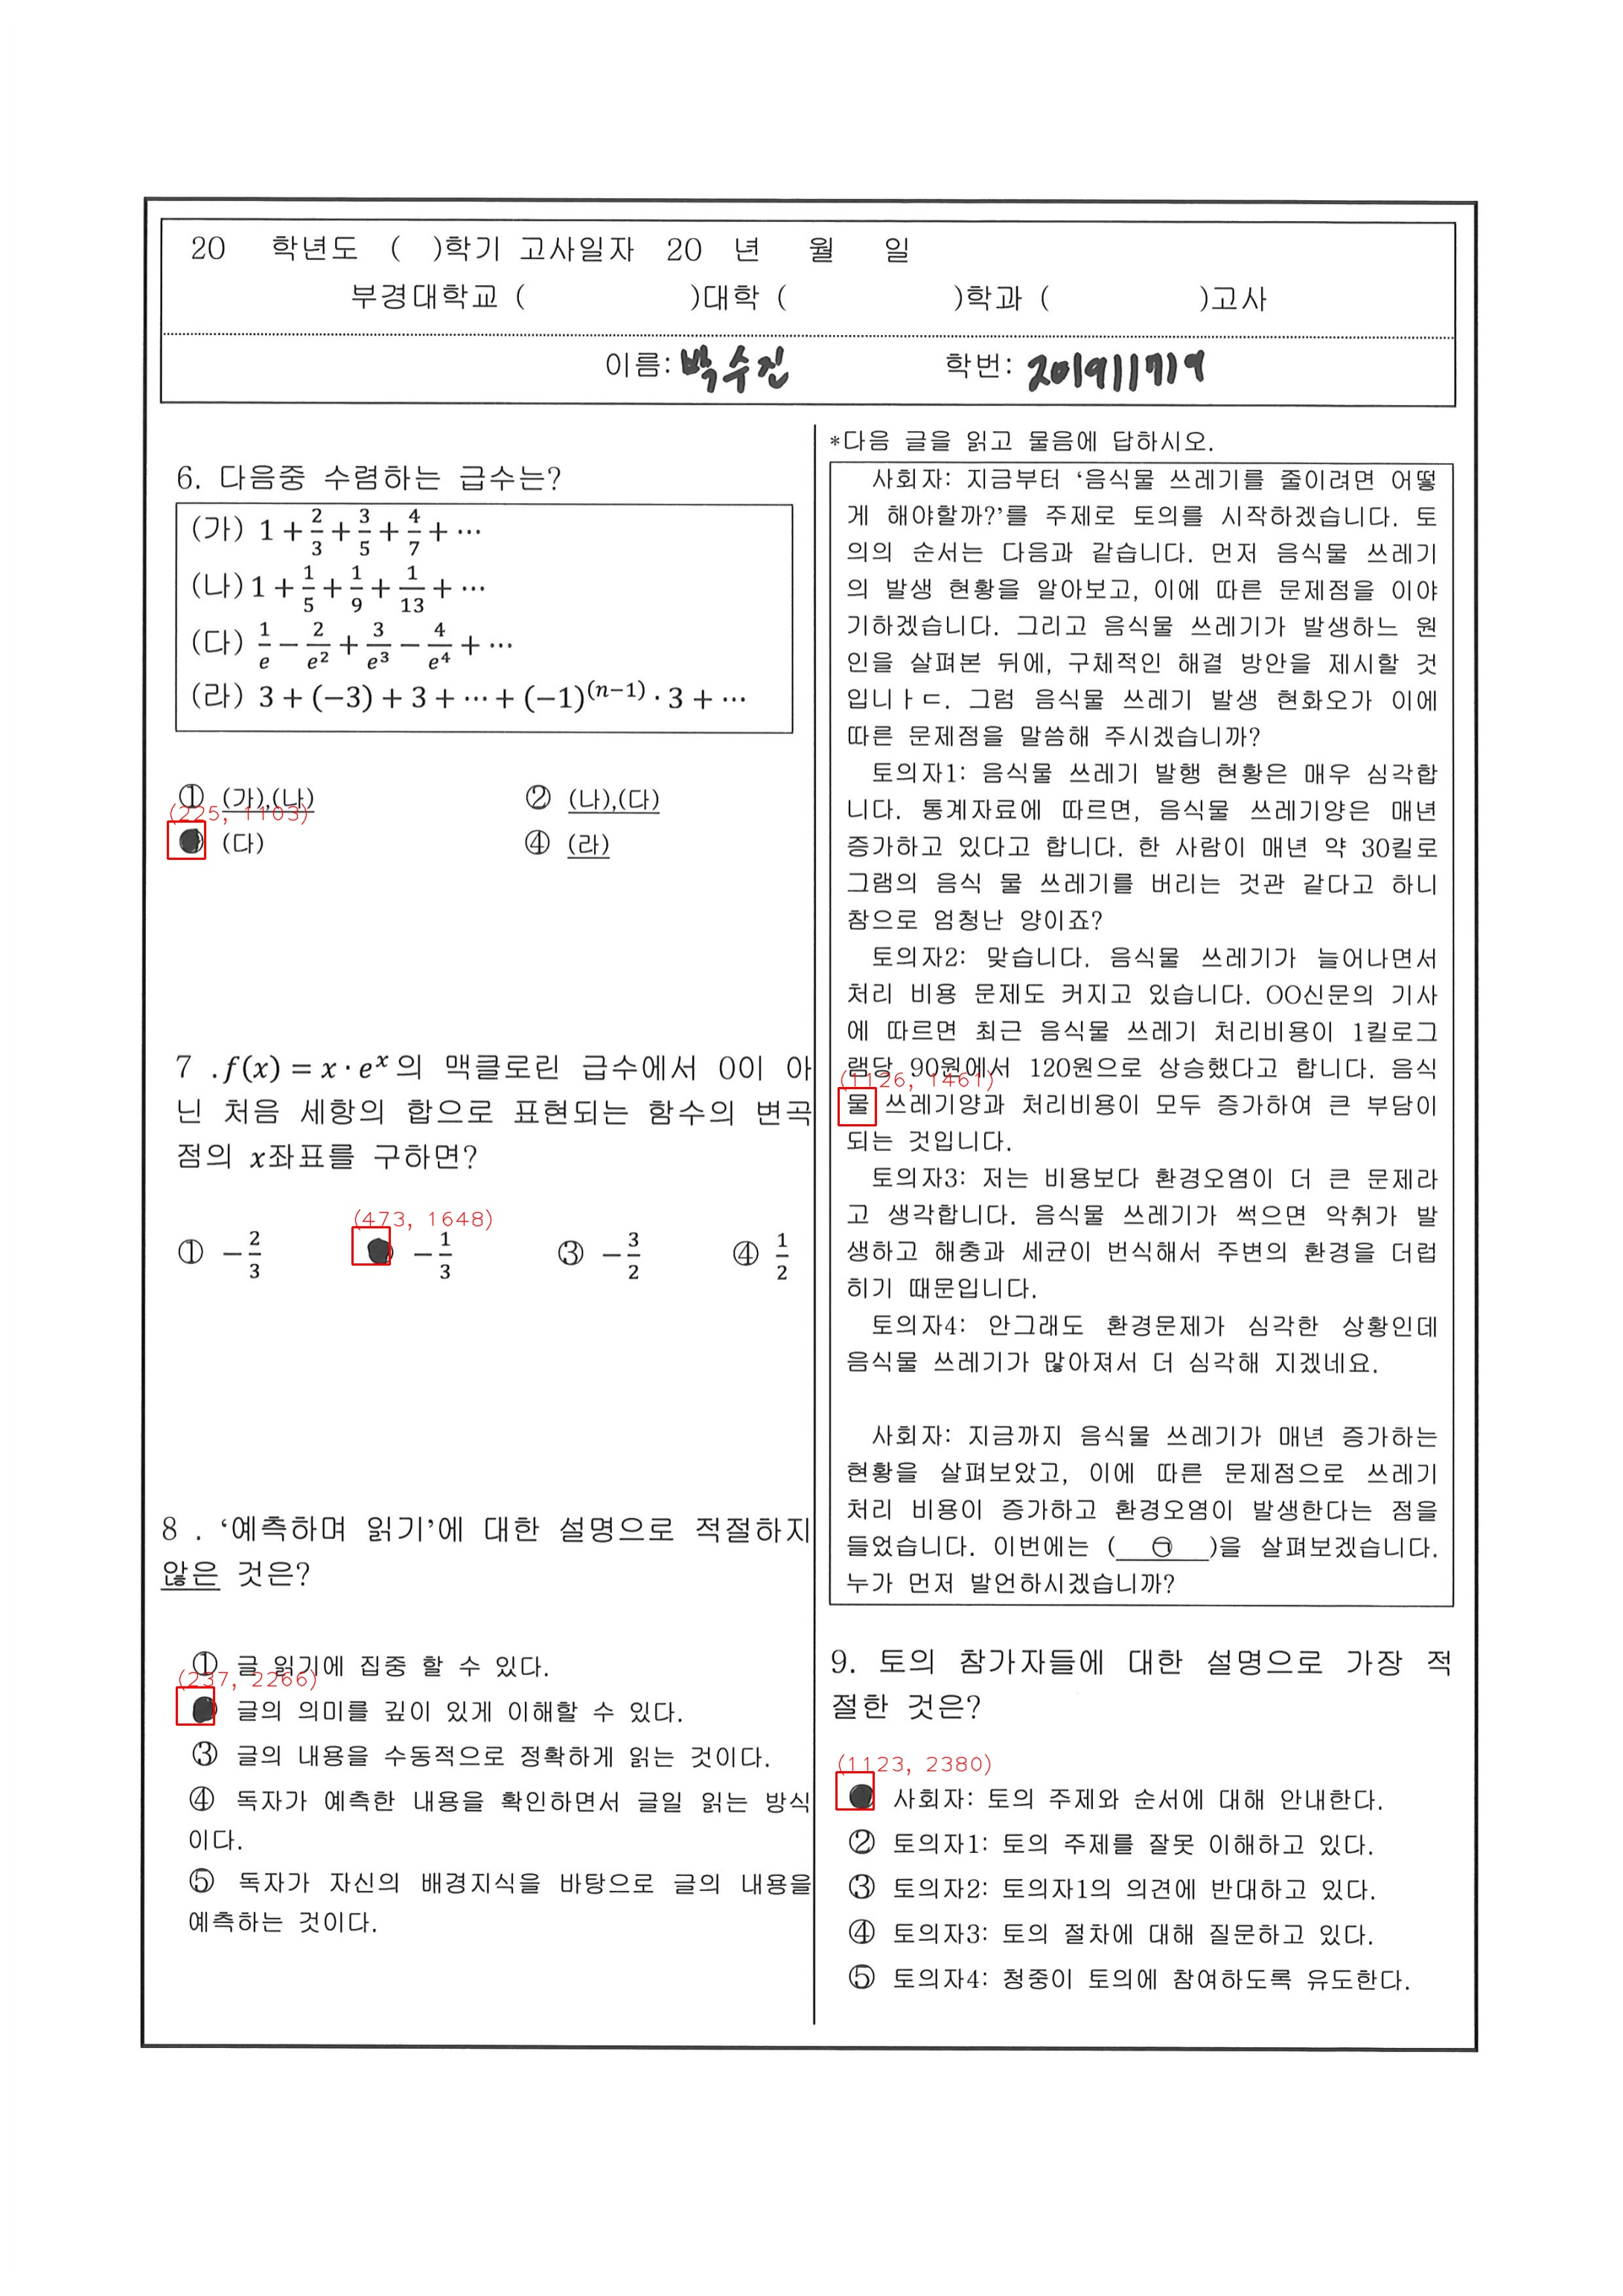 20 학년도 ( )학기 고사일자 20 년 월 일
부경대학교 ( )대학 ( )학과 ( )고사
이름: 박수진 학번: 201911719
6. 다음중 수렴하는 급수는?
(가) 1 + 2/3 + 3/5 + 4/7 + ⋯
(나) 1 + 1/5 + 1/9 + 1/13 + ⋯
(다) 1/e − 2/e² + 3/e³ − 4/e⁴ + ⋯
(라) 3 + (−3) + 3 + ⋯ + (−1)⁽ⁿ⁻¹⁾ · 3 + ⋯
① (가),(나) ② (나),(다)
(225, 1103)
(다) ④ (라)
7 .f(x) = x · eˣ의 맥클로린 급수에서 0이 아
닌 처음 세항의 합으로 표현되는 함수의 변곡
점의 x좌표를 구하면?
(473, 1648)
① −2/3 −1/3 ③ −3/2 ④ 1/2
8 . ‘예측하며 읽기’에 대한 설명으로 적절하지
않은 것은?
① 글 읽기에 집중 할 수 있다.
(237, 2266)
글의 의미를 깊이 있게 이해할 수 있다.
③ 글의 내용을 수동적으로 정확하게 읽는 것이다.
④ 독자가 예측한 내용을 확인하면서 글일 읽는 방식
이다.
⑤ 독자가 자신의 배경지식을 바탕으로 글의 내용을
예측하는 것이다.
*다음 글을 읽고 물음에 답하시오.
사회자: 지금부터 ‘음식물 쓰레기를 줄이려면 어떻
게 해야할까?’를 주제로 토의를 시작하겠습니다. 토
의의 순서는 다음과 같습니다. 먼저 음식물 쓰레기
의 발생 현황을 알아보고, 이에 따른 문제점을 이야
기하겠습니다. 그리고 음식물 쓰레기가 발생하느 원
인을 살펴본 뒤에, 구체적인 해결 방안을 제시할 것
입니ㅏㄷ. 그럼 음식물 쓰레기 발생 현화오가 이에
따른 문제점을 말씀해 주시겠습니까?
토의자1: 음식물 쓰레기 발행 현황은 매우 심각합
니다. 통계자료에 따르면, 음식물 쓰레기양은 매년
증가하고 있다고 합니다. 한 사람이 매년 약 30킬로
그램의 음식 물 쓰레기를 버리는 것관 같다고 하니
참으로 엄청난 양이죠?
토의자2: 맞습니다. 음식물 쓰레기가 늘어나면서
처리 비용 문제도 커지고 있습니다. OO신문의 기사
에 따르면 최근 음식물 쓰레기 처리비용이 1킬로그
램당 90원에서 120원으로 상승했다고 합니다. 음식
(1126, 1461)
물 쓰레기양과 처리비용이 모두 증가하여 큰 부담이
되는 것입니다.
토의자3: 저는 비용보다 환경오염이 더 큰 문제라
고 생각합니다. 음식물 쓰레기가 썩으면 악취가 발
생하고 해충과 세균이 번식해서 주변의 환경을 더럽
히기 때문입니다.
토의자4: 안그래도 환경문제가 심각한 상황인데
음식물 쓰레기가 많아져서 더 심각해 지겠네요.
사회자: 지금까지 음식물 쓰레기가 매년 증가하는
현황을 살펴보았고, 이에 따른 문제점으로 쓰레기
처리 비용이 증가하고 환경오염이 발생한다는 점을
들었습니다. 이번에는 ( ㉠ )을 살펴보겠습니다.
누가 먼저 발언하시겠습니까?
9. 토의 참가자들에 대한 설명으로 가장 적
절한 것은?
(1123, 2380)
사회자: 토의 주제와 순서에 대해 안내한다.
② 토의자1: 토의 주제를 잘못 이해하고 있다.
③ 토의자2: 토의자1의 의견에 반대하고 있다.
④ 토의자3: 토의 절차에 대해 질문하고 있다.
⑤ 토의자4: 청중이 토의에 참여하도록 유도한다.